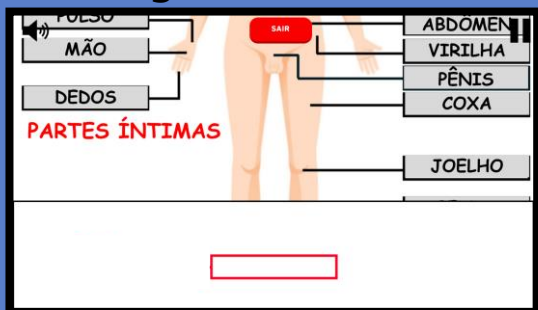 PULSO
SAIR
ABDÔMEN
MÃO
VIRILHA
PÊNIS
DEDOS
COXA
PARTES ÍNTIMAS
JOELHO